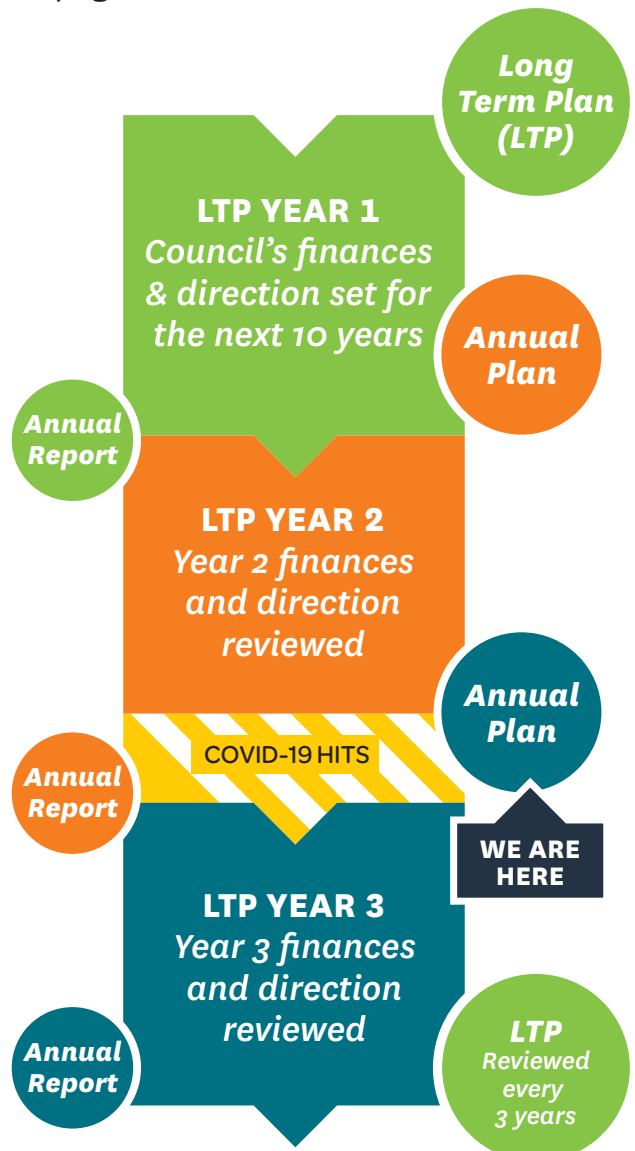 Long
Term Plan
(LTP)
LTP YEAR 1
Council’s finances
& direction set for
the next 10 years
Annual
Plan
Annual
Report
LTP YEAR 2
Year 2 finances
and direction
reviewed
Annual
Plan
COVID-19 HITS
Annual
Report
WE ARE
HERE
LTP YEAR 3
Year 3 finances
and direction
reviewed
LTP
Reviewed
every
3 years
Annual
Report